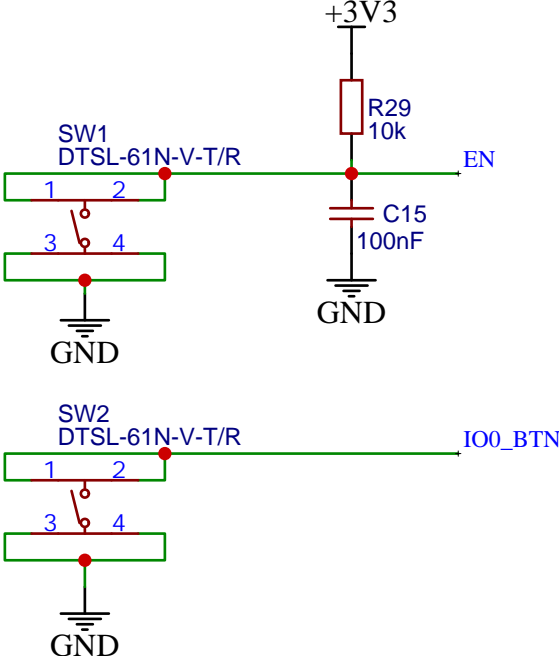 +3V3
R29
10k
SW1
DTSL-61N-V-T/R
EN
1 2
3 4
C15
100nF
GND
GND
SW2
DTSL-61N-V-T/R
IO0_BTN
1 2
3 4
GND